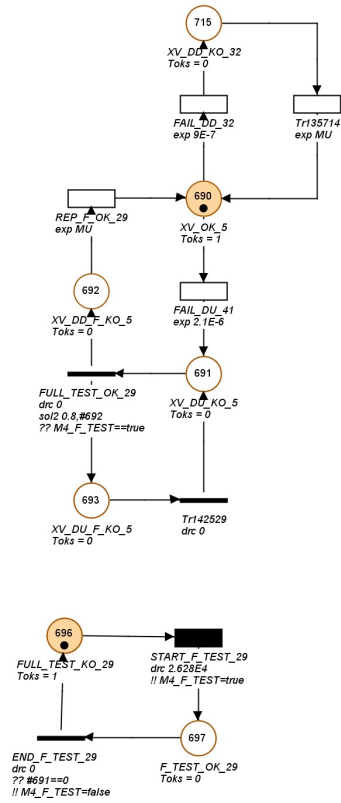 715
XV_DD_KO_32
Toks = 0
FAIL_DD_32
exp 9E-7
Tr135714
exp MU
690
XV_OK_5
Toks = 1
REP_F_OK_29
exp MU
692
XV_DD_F_KO_5
Toks = 0
FAIL_DU_41
exp 2.1E-6
691
XV_DU_KO_5
Toks = 0
FULL_TEST_OK_29
drc 0
sol2 0.8,#692
?? M4_F_TEST==true
693
XV_DU_F_KO_5
Toks = 0
Tr142529
drc 0
696
FULL_TEST_KO_29
Toks = 1
START_F_TEST_29
drc 2.628E4
!! M4_F_TEST=true
697
F_TEST_OK_29
Toks = 0
END_F_TEST_29
drc 0
?? #691==0
!! M4_F_TEST=false